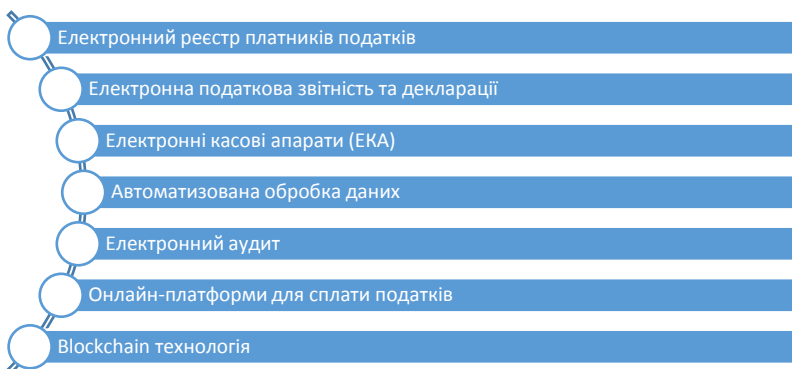 Електронний реєстр платників податків
Електронна податкова звітність та декларації
Електронні касові апарати (ЕКА)
Автоматизована обробка даних
Електронний аудит
Онлайн-платформи для сплати податків
Blockchain технологія